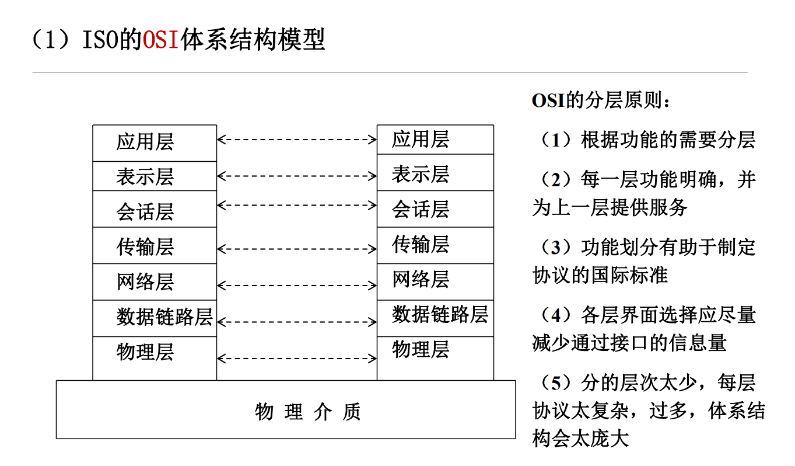 （1）ISO的OSI体系结构模型
应用层
表示层
会话层
传输层
网络层
数据链路层
物理层
应用层
表示层
会话层
传输层
网络层
数据链路层
物理层
物 理 介 质
OSI的分层原则：
（1）根据功能的需要分层
（2）每一层功能明确，并
为上一层提供服务
（3）功能划分有助于制定
协议的国际标准
（4）各层界面选择应尽量
减少通过接口的信息量
（5）分的层次太少，每层
协议太复杂，过多，体系结
构会太庞大